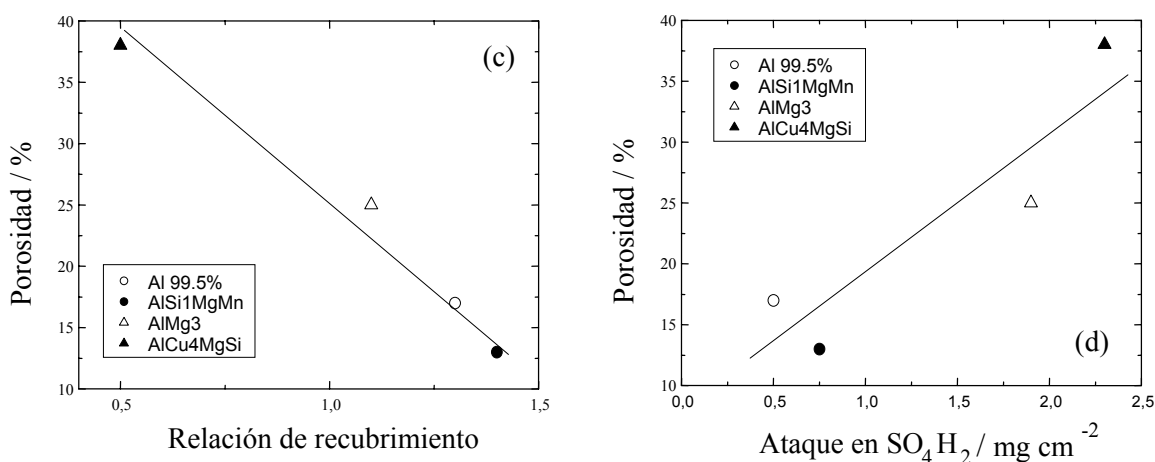 40
35
30
25
20
15
10
Porosidad / %
(c)
Al 99.5%
AlSi1MgMn
AlMg3
AlCu4MgSi
0,5
1,0
1,5
Relación de recubrimiento
40
35
30
25
20
15
10
Porosidad / %
Al 99.5%
AlSi1MgMn
AlMg3
AlCu4MgSi
(d)
0,0
0,5
1,0
1,5
2,0
2,5
Ataque en SO₄H₂ / mg cm⁻²